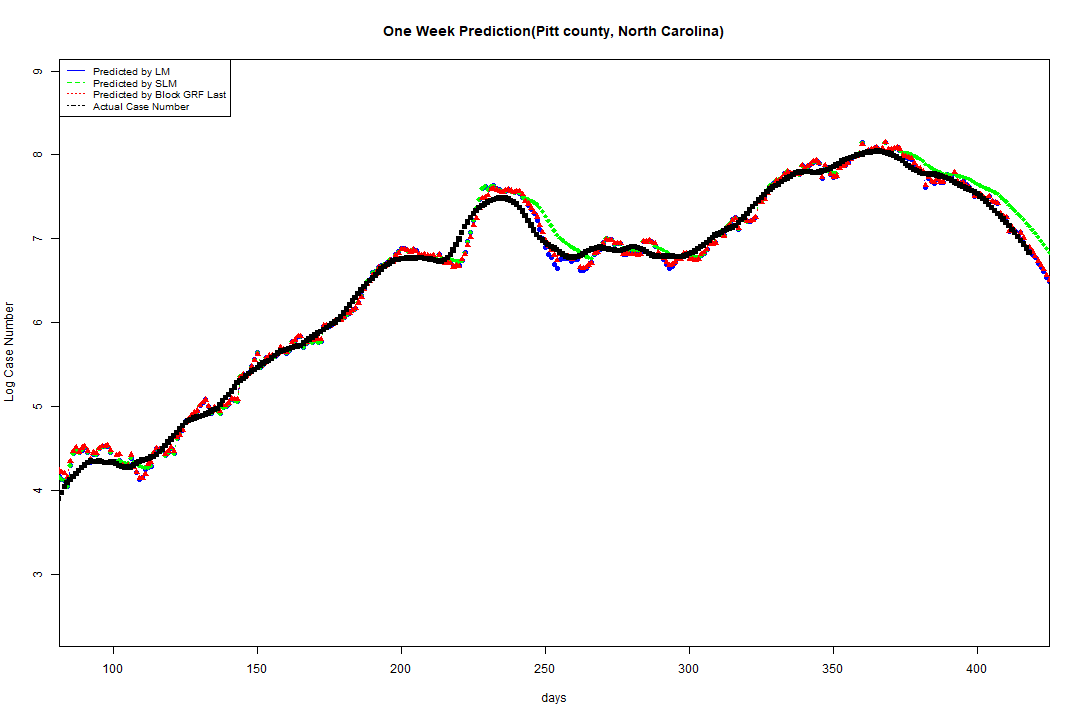 One Week Prediction(Pitt county, North Carolina)
Predicted by LM
Predicted by SLM
Predicted by Block GRF Last
Actual Case Number
9
8
7
6
5
4
3
Log Case Number
100 150 200 250 300 350 400
days